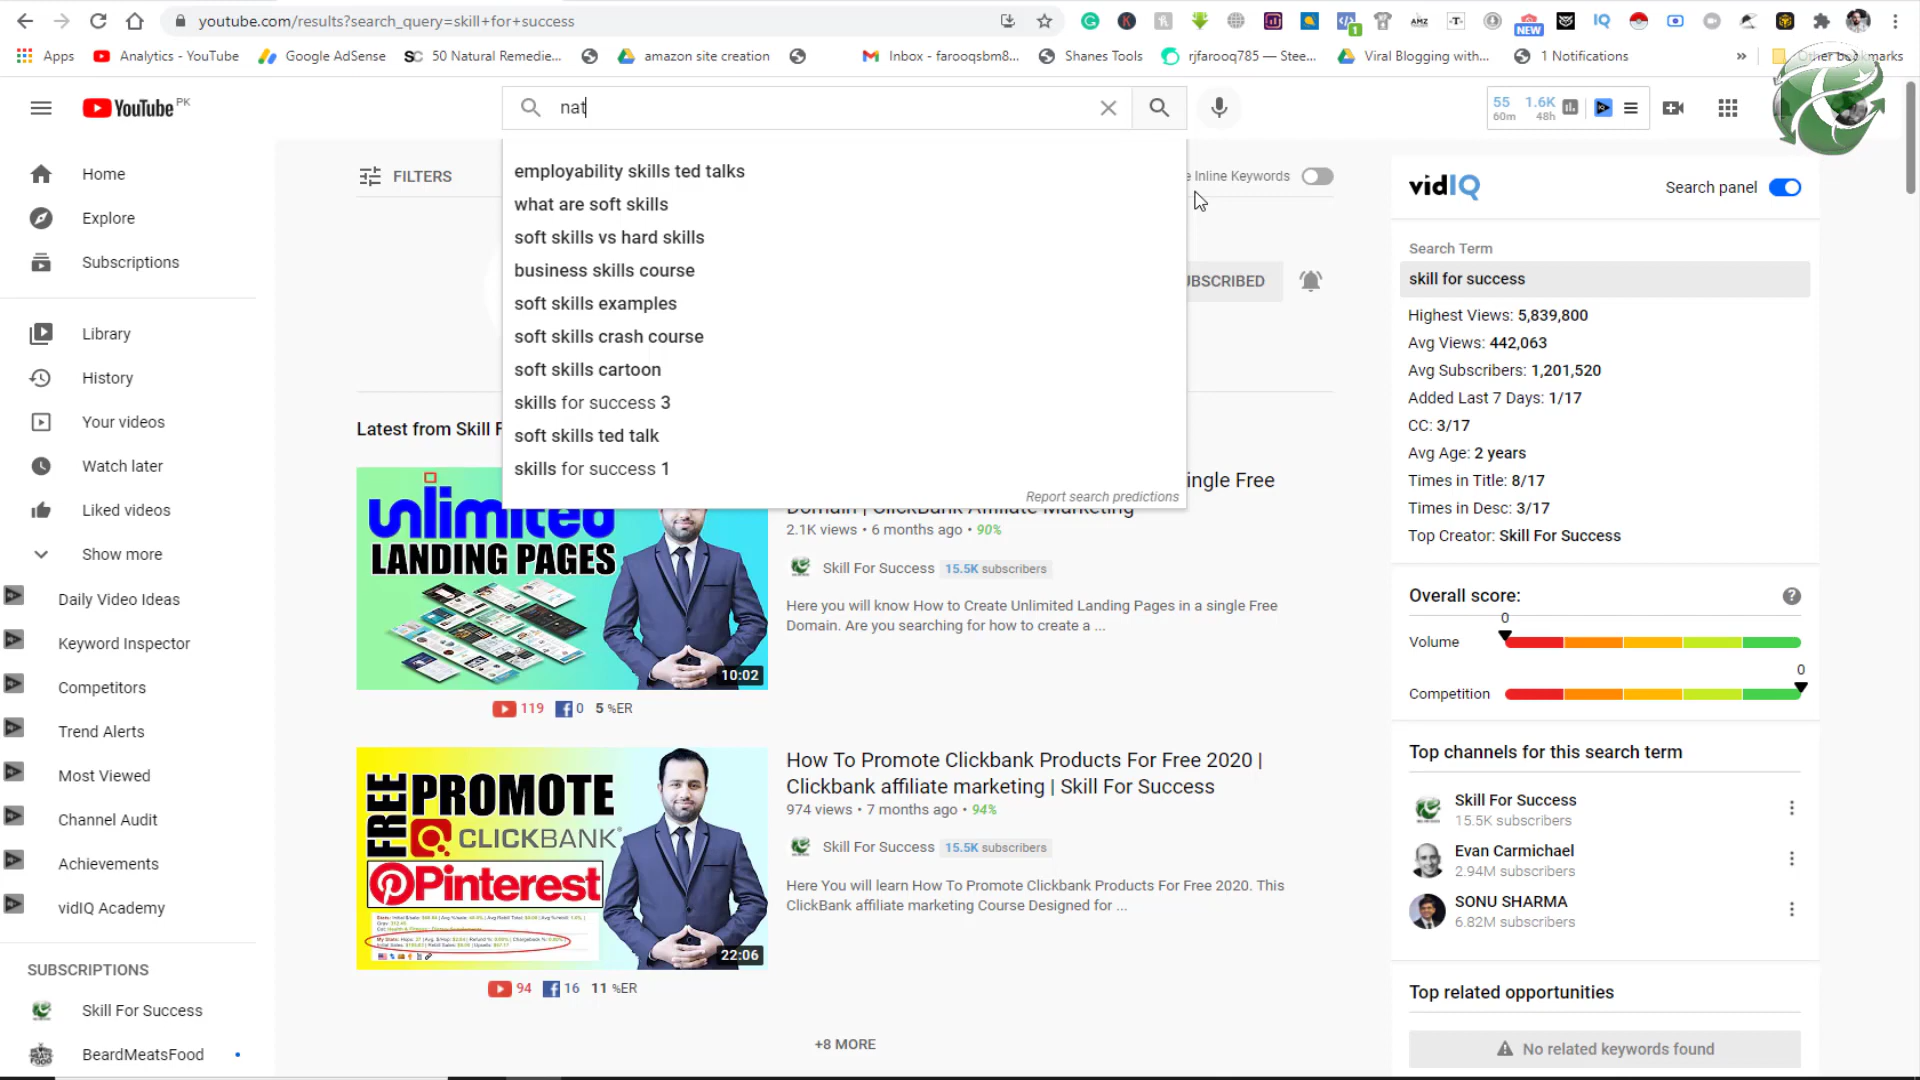 youtube.com/results?search_query=skill+for+success
Apps
Analytics - YouTube
Google AdSense
50 Natural Remedie...
amazon site creation
Inbox - farooqsbm8...
Shanes Tools
rjfarooq785 — Stee...
Viral Blogging with...
1 Notifications
»
Other bookmarks
YouTube PK
nat
55 60m
1.6K 48h
Home
Explore
Subscriptions
Library
History
Your videos
Watch later
Liked videos
Show more
Daily Video Ideas
Keyword Inspector
Competitors
Trend Alerts
Most Viewed
Channel Audit
Achievements
vidIQ Academy
SUBSCRIPTIONS
Skill For Success
BeardMeatsFood
FILTERS
employability skills ted talks
what are soft skills
soft skills vs hard skills
business skills course
soft skills examples
soft skills crash course
soft skills cartoon
skills for success 3
soft skills ted talk
skills for success 1
Report search predictions
e Inline Keywords
UBSCRIBED
Latest from Skill F
ingle Free
Domain | ClickBank Affiliate Marketing
2.1K views • 6 months ago • 90%
Skill For Success 15.5K subscribers
Here you will know How to Create Unlimited Landing Pages in a single Free
Domain. Are you searching for how to create a ...
unlimited
LANDING PAGES
10:02
119 0 5 %ER
How To Promote Clickbank Products For Free 2020 |
Clickbank affiliate marketing | Skill For Success
974 views • 7 months ago • 94%
Skill For Success 15.5K subscribers
Here You will learn How To Promote Clickbank Products For Free 2020. This
ClickBank affiliate marketing Course Designed for ...
FREE
PROMOTE
CLICKBANK
Pinterest
22:06
94 16 11 %ER
+8 MORE
vidIQ
Search panel
Search Term
skill for success
Highest Views: 5,839,800
Avg Views: 442,063
Avg Subscribers: 1,201,520
Added Last 7 Days: 1/17
CC: 3/17
Avg Age: 2 years
Times in Title: 8/17
Times in Desc: 3/17
Top Creator: Skill For Success
Overall score:
0
Volume
0
Competition
Top channels for this search term
Skill For Success
15.5K subscribers
Evan Carmichael
2.94M subscribers
SONU SHARMA
6.82M subscribers
Top related opportunities
No related keywords found